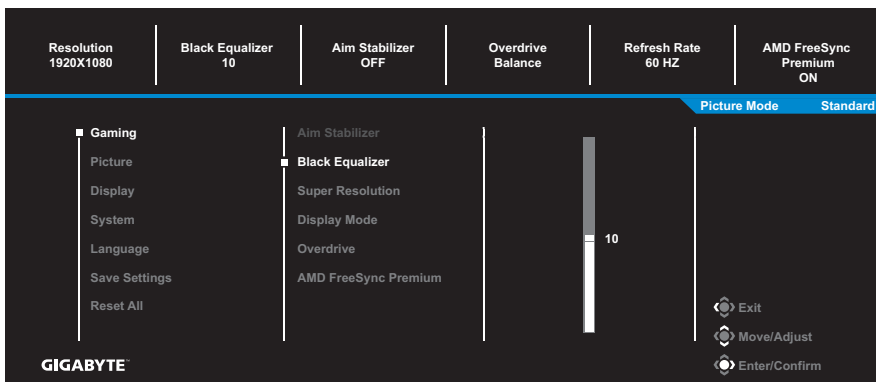 Resolution
1920X1080
Black Equalizer
10
Aim Stabilizer
OFF
Overdrive
Balance
Refresh Rate
60 HZ
AMD FreeSync
Premium
ON
Picture Mode Standard
Gaming
Picture
Display
System
Language
Save Settings
Reset All
Aim Stabilizer
Black Equalizer
Super Resolution
Display Mode
Overdrive
AMD FreeSync Premium
10
Exit
Move/Adjust
Enter/Confirm
GIGABYTE™